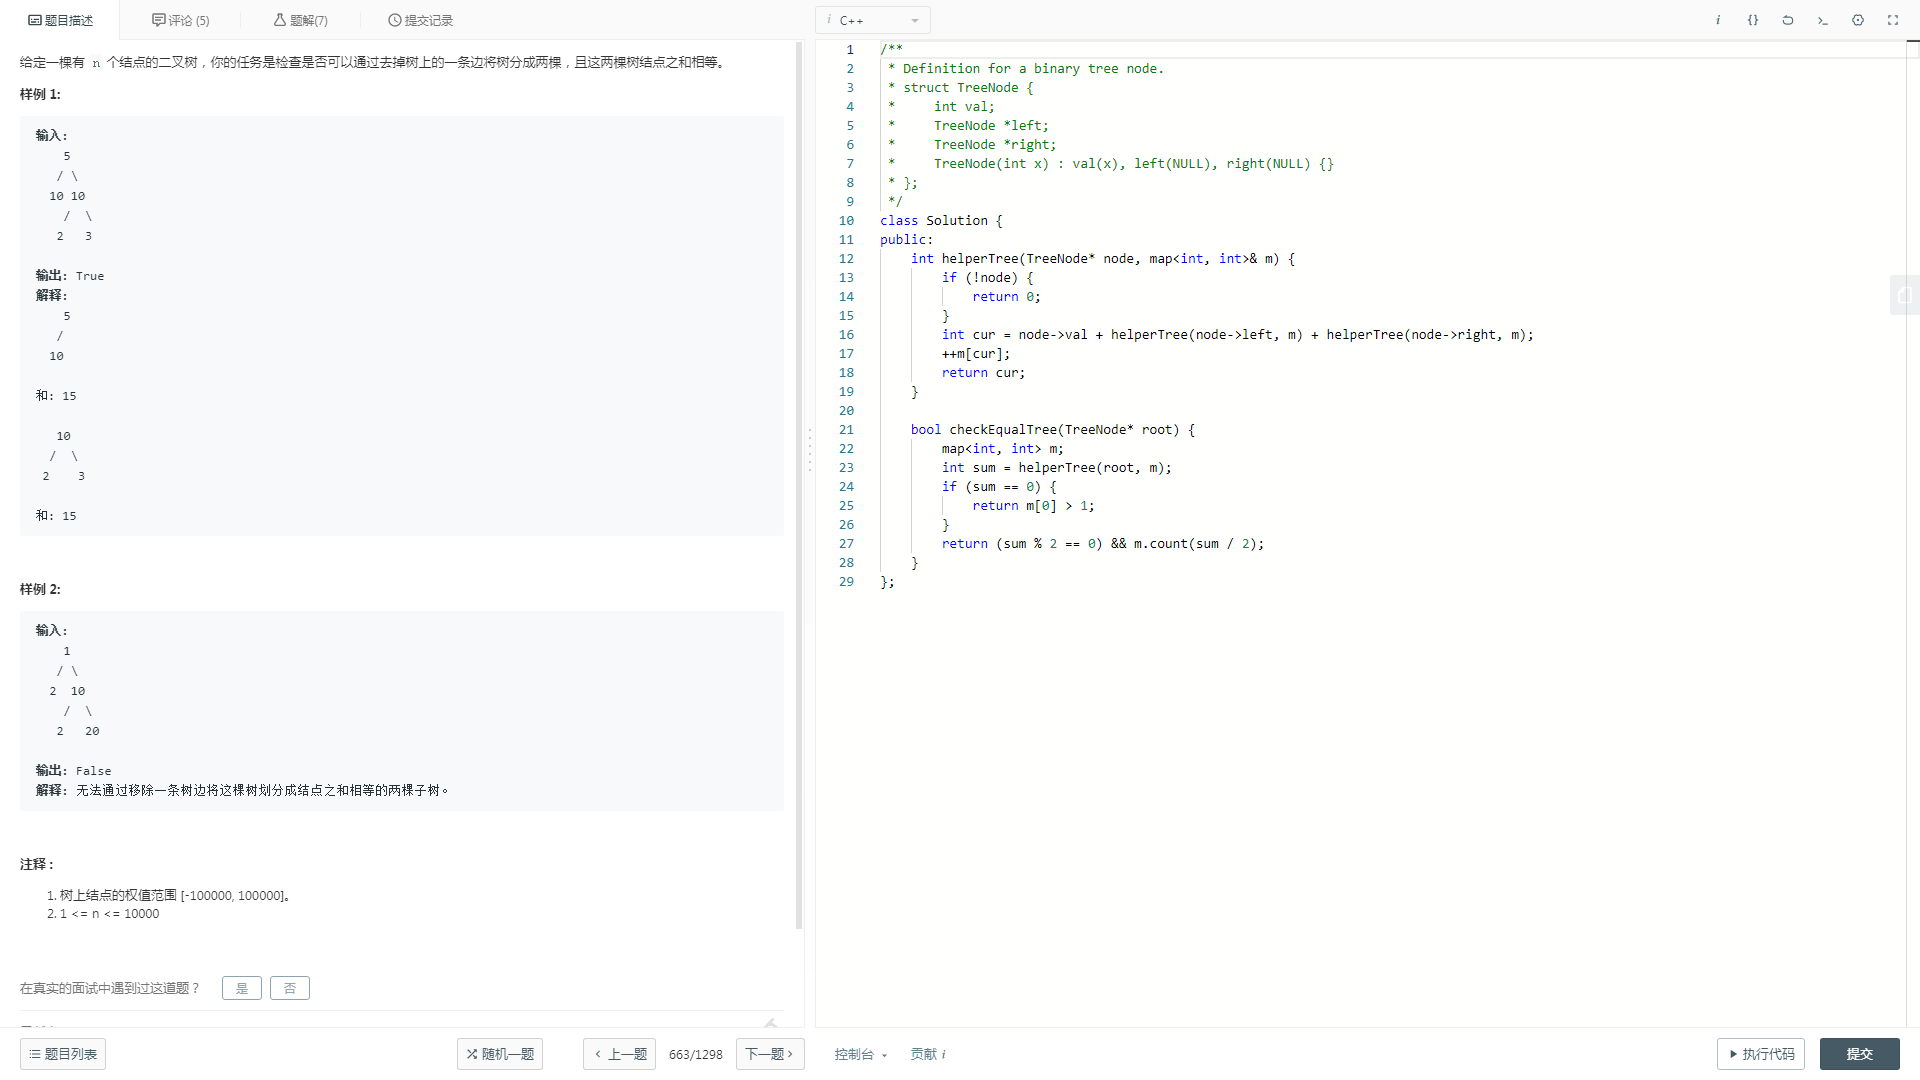 题目描述 评论 (5) 题解(7) 提交记录
给定一棵有 n 个结点的二叉树，你的任务是检查是否可以通过去掉树上的一条边将树分成两棵，且这两棵树结点之和相等。
样例 1:
输入:
5
/ \
10 10
/  \
2   3
输出: True
解释:
5
/
10
和: 15
10
/  \
2    3
和: 15
样例 2:
输入:
1
/ \
2  10
/  \
2   20
输出: False
解释: 无法通过移除一条树边将这棵树划分成结点之和相等的两棵子树。
注释 :
1. 树上结点的权值范围 [-100000, 100000]。
2. 1 <= n <= 10000
在真实的面试中遇到过这道题？ 是 否
题目列表 随机一题 上一题 663/1298 下一题
i C++
i {}
1 /**
2 * Definition for a binary tree node.
3 * struct TreeNode {
4 *     int val;
5 *     TreeNode *left;
6 *     TreeNode *right;
7 *     TreeNode(int x) : val(x), left(NULL), right(NULL) {}
8 * };
9 */
10 class Solution {
11 public:
12     int helperTree(TreeNode* node, map<int, int>& m) {
13         if (!node) {
14             return 0;
15         }
16         int cur = node->val + helperTree(node->left, m) + helperTree(node->right, m);
17         ++m[cur];
18         return cur;
19     }
20
21     bool checkEqualTree(TreeNode* root) {
22         map<int, int> m;
23         int sum = helperTree(root, m);
24         if (sum == 0) {
25             return m[0] > 1;
26         }
27         return (sum % 2 == 0) && m.count(sum / 2);
28     }
29 };
控制台 贡献 i 执行代码 提交